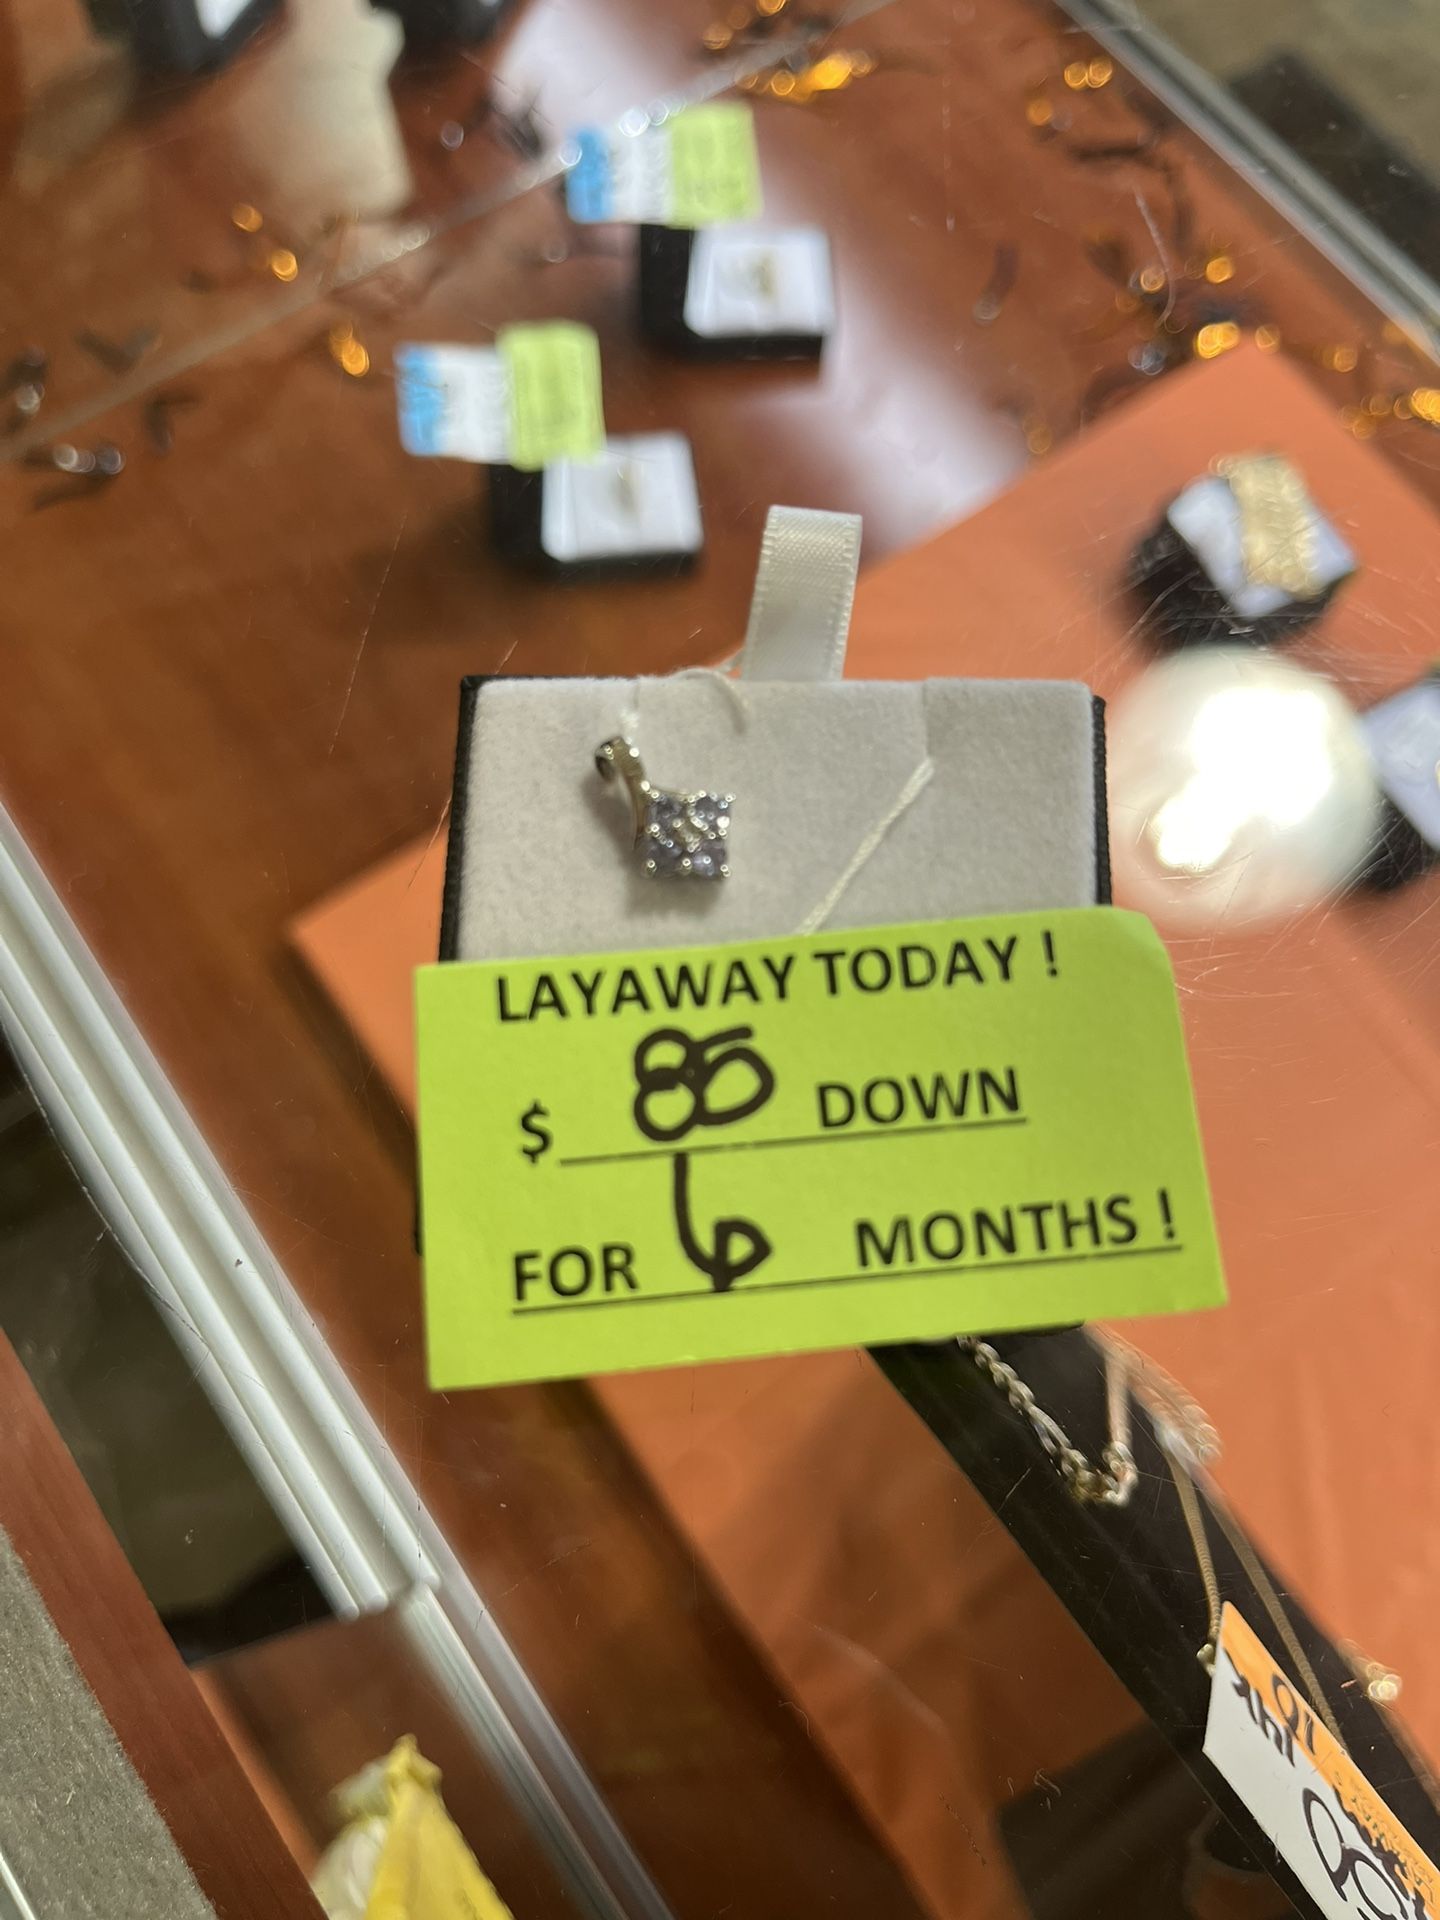 LAYAWAY TODAY !
$ 85 DOWN
FOR 6 MONTHS !